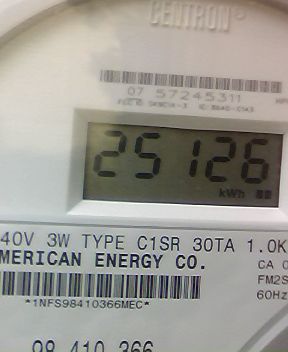 CENTRON®
07 57245311
25126
kWh
40V 3W TYPE C1SR 30TA 1.0K
MERICAN ENERGY CO.
CA 0
FM2S
60Hz
*1NFS98410366MEC*
98 410 366